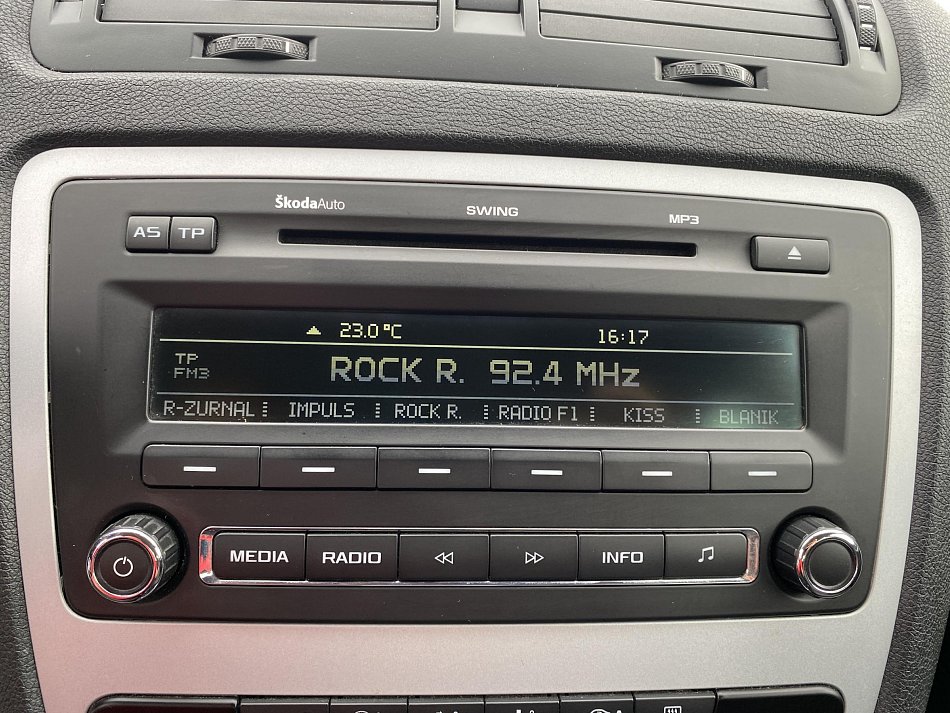 ŠkodaAuto SWING MP3
AS TP
23.0°C 16:17
TP
FM3
ROCK R. 92.4 MHz
R-ZURNAL IMPULS ROCK R. RADIO F1 KISS BLANIK
MEDIA RADIO INFO